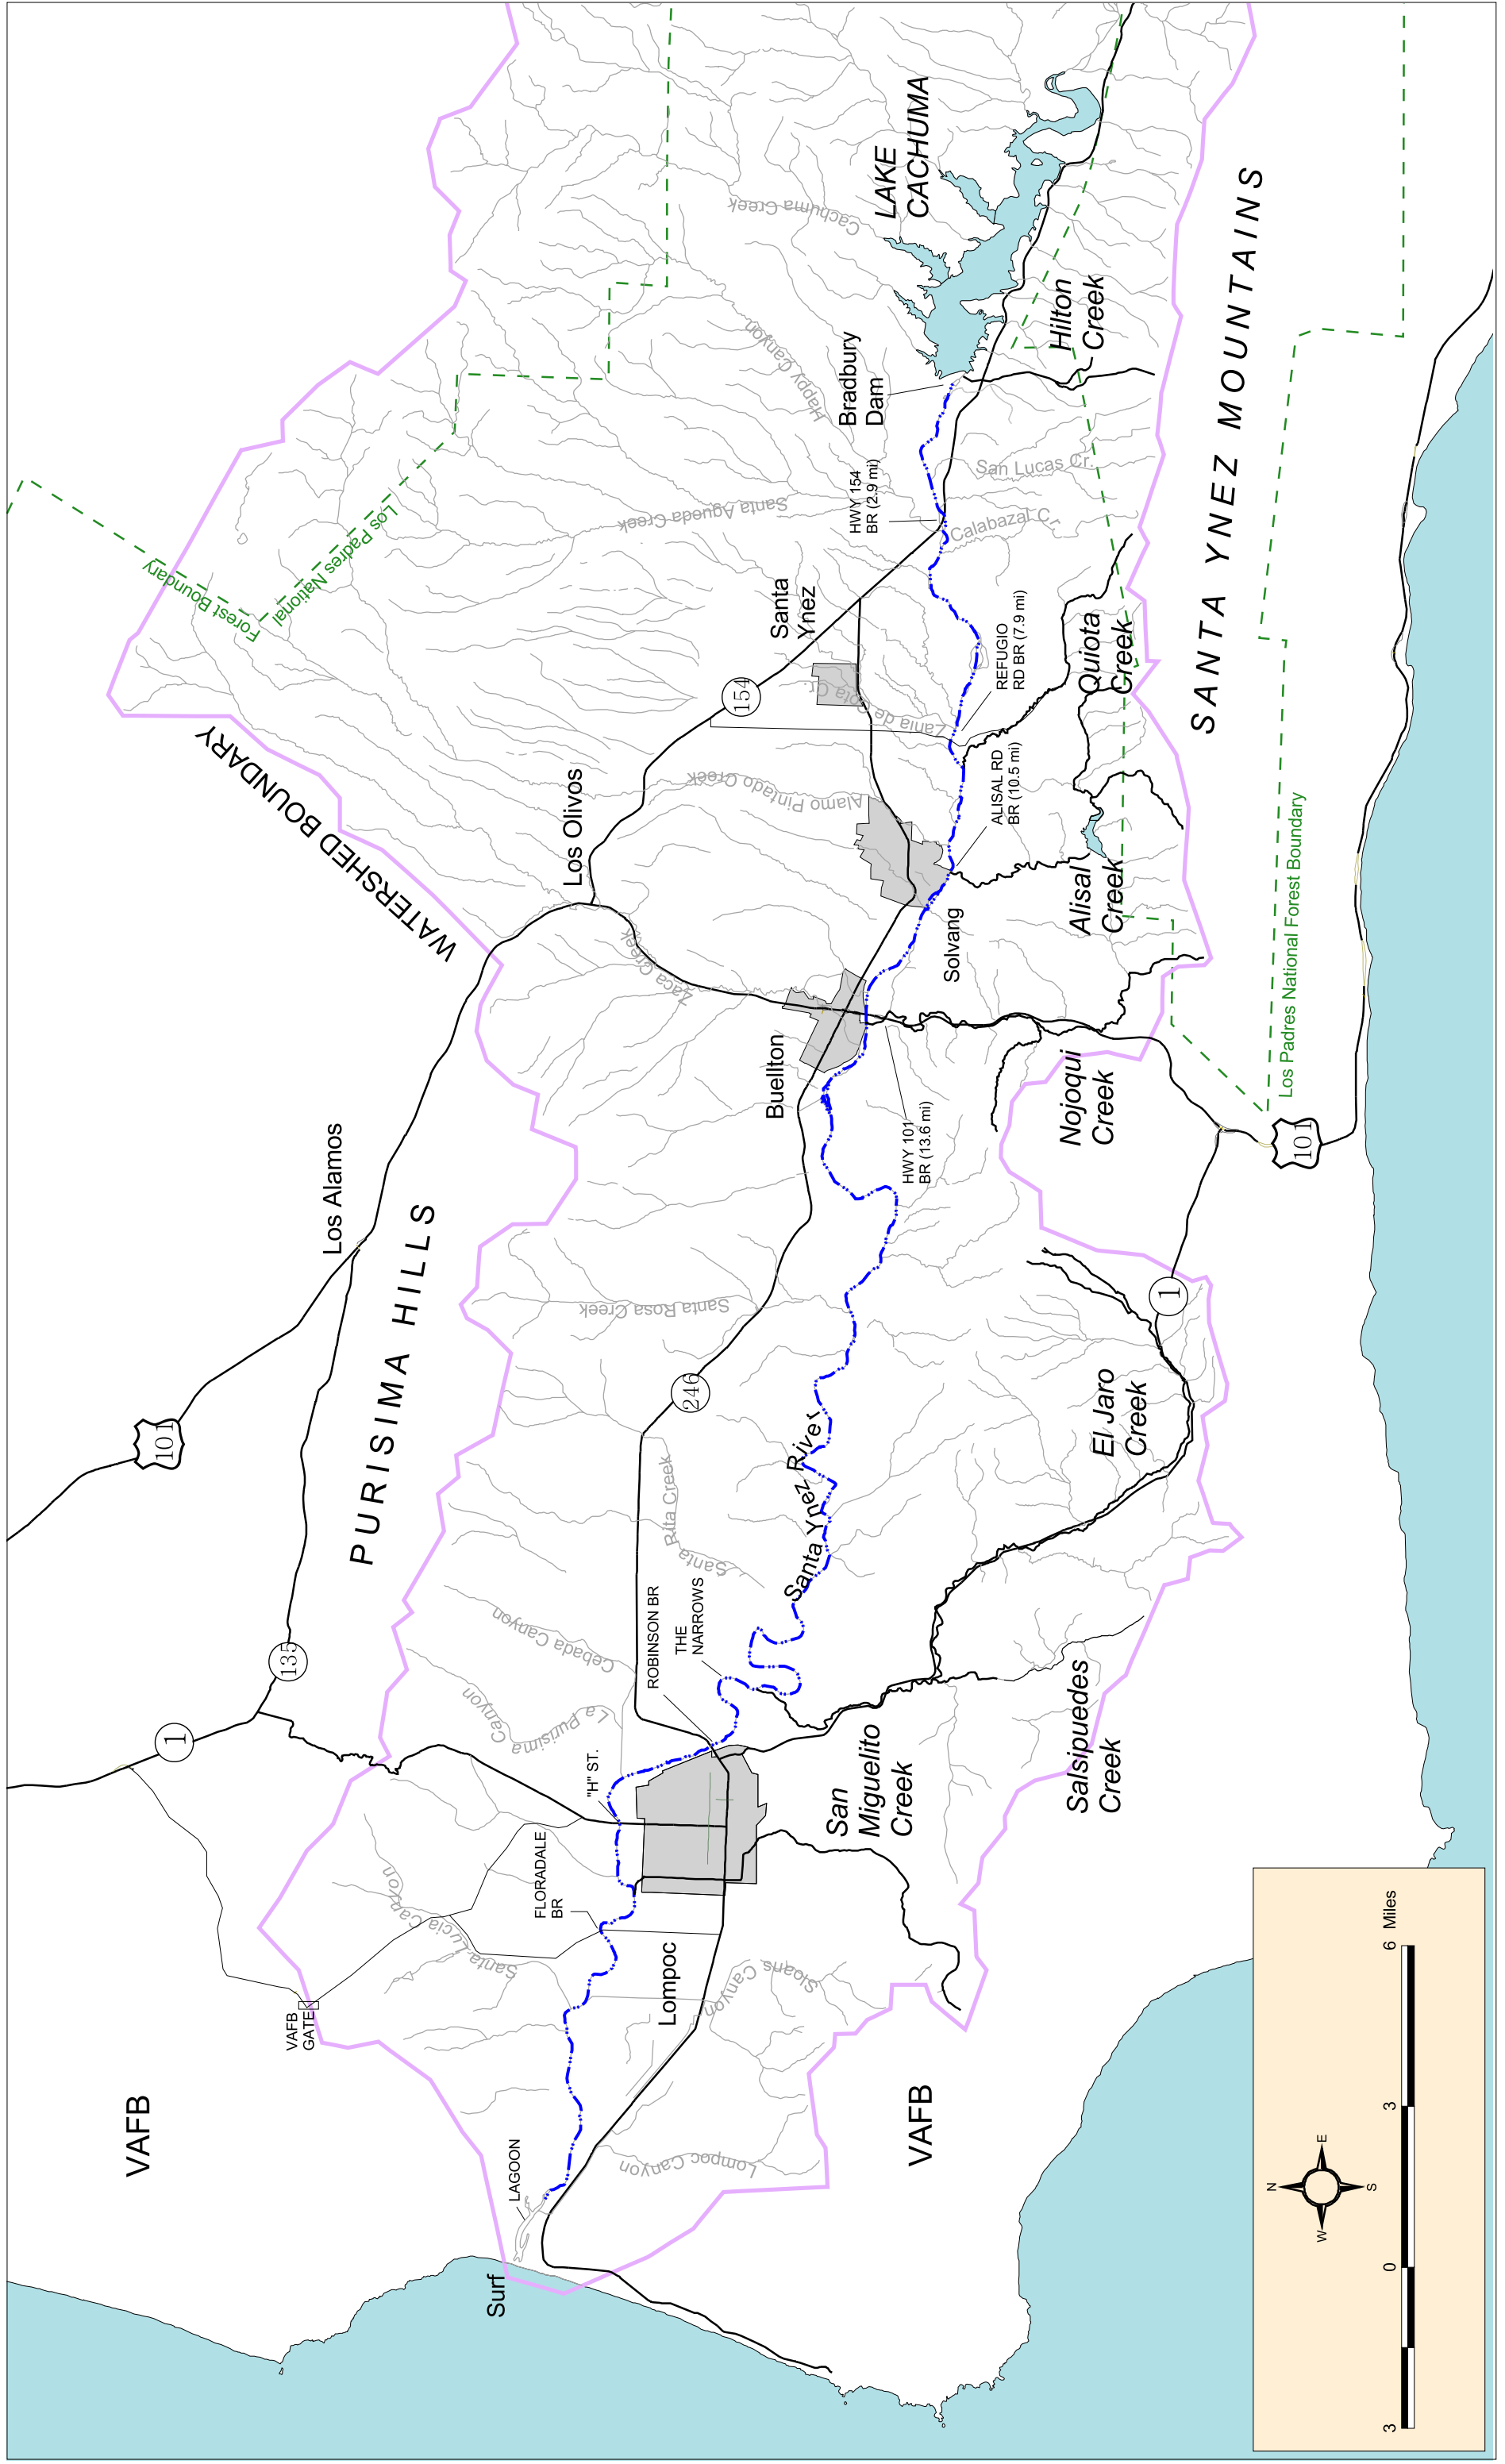 VAFB
1
135
101
Los Alamos
PURISIMA HILLS
WATERSHED BOUNDARY
Forest Boundary
Los Padres National
VAFB
GATE
Santa Lucia Canyon
La Purisima
Canyon
Cebada Canyon
Santa Rita Creek
Santa Rosa Creek
Zaca Creek
Los Olivos
Alamo Pintado Creek
154
Santa Agueda Creek
Happy Canyon
Cachuma Creek
LAKE
CACHUMA
Surf
LAGOON
FLORADALE
BR
"H" ST.
ROBINSON BR
THE
NARROWS
246
Buellton
Santa
Ynez
Zania de Cota Cr.
HWY 154
BR (2.9 mi)
Bradbury
Dam
Lompoc
Lompoc Canyon
Sloans
Canyon
Santa Ynez River
Solvang
HWY 101
BR (13.6 mi)
ALISAL RD
BR (10.5 mi)
REFUGIO
RD BR (7.9 mi)
Calabazal Cr.
San Lucas Cr.
Hilton
Creek
VAFB
San
Miguelito
Creek
Salsipuedes
Creek
El Jaro
Creek
1
Nojoqui
Creek
Alisal
Creek
Quiota
Creek
SANTA YNEZ MOUNTAINS
101
Los Padres National Forest Boundary
N
W
E
S
3
0
3
6
Miles